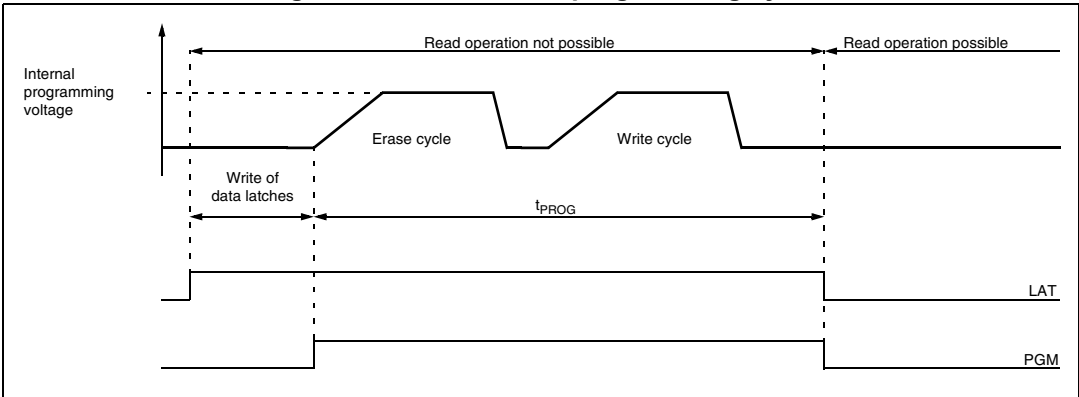 Read operation not possible
Read operation possible
Internal
programming
voltage
Erase cycle
Write cycle
Write of
data latches
tPROG
LAT
PGM